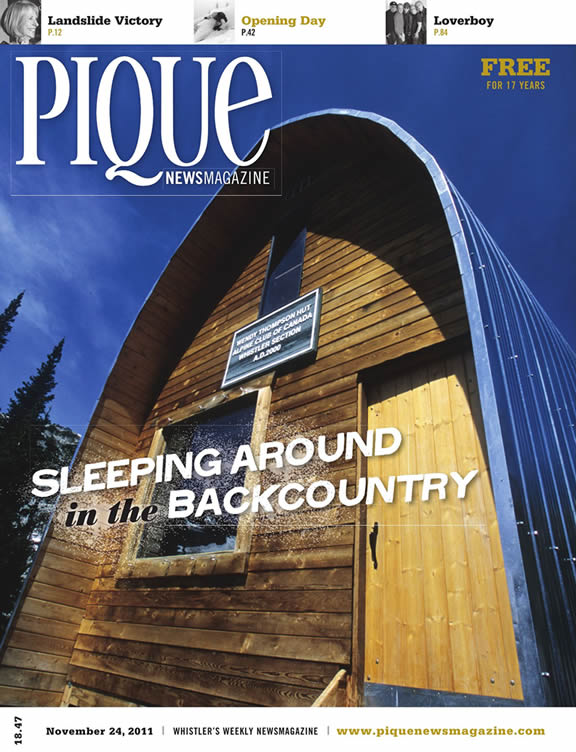 Landslide Victory
P.12
Opening Day
P.42
Loverboy
P.84
PIQUE
NEWSMAGAZINE
FREE
FOR 17 YEARS
WENDY THOMPSON HUT
ALPINE CLUB OF CANADA
WHISTLER SECTION
A.D.2000
SLEEPING AROUND
in the BACKCOUNTRY
18.47
November 24, 2011 | WHISTLER'S WEEKLY NEWSMAGAZINE | www.piquenewsmagazine.com